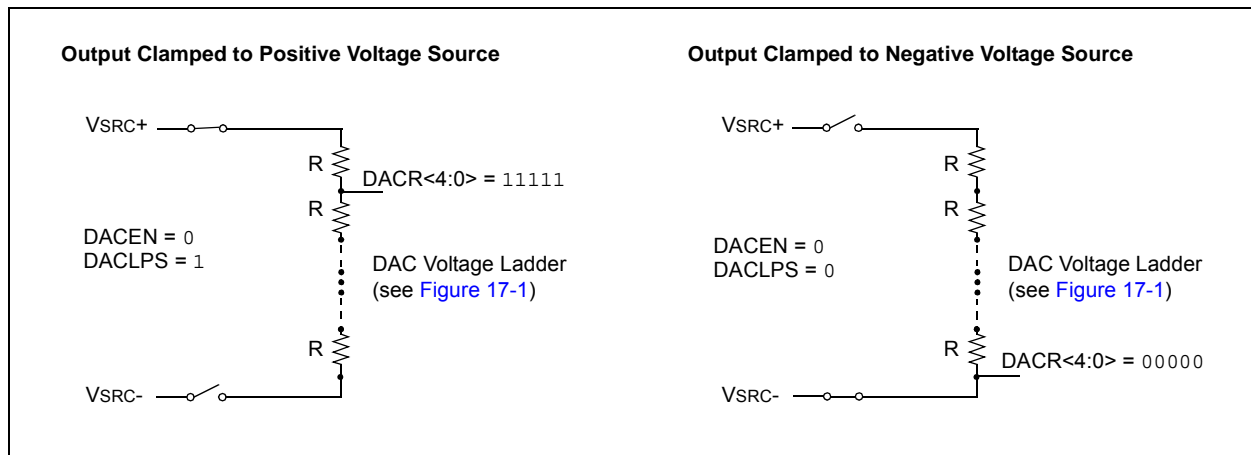 Output Clamped to Positive Voltage Source
VSRC+
R
DACR<4:0> = 11111
R
DACEN = 0
DACLPS = 1
DAC Voltage Ladder
(see Figure 17-1)
R
VSRC-
Output Clamped to Negative Voltage Source
VSRC+
R
R
DACEN = 0
DACLPS = 0
DAC Voltage Ladder
(see Figure 17-1)
R
DACR<4:0> = 00000
VSRC-